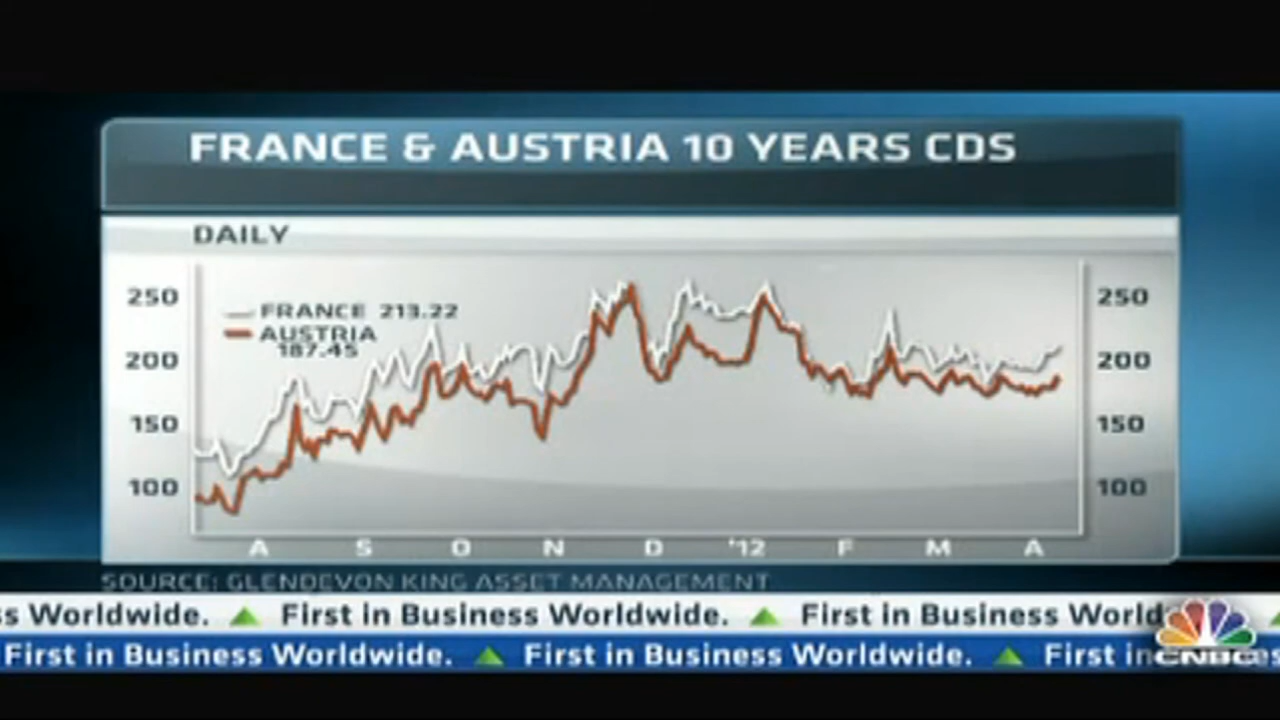 FRANCE & AUSTRIA 10 YEARS CDS
DAILY
250 250
FRANCE 213.22
AUSTRIA
187.45
200 200
150 150
100 100
A S O N D '12 F M A
SOURCE: GLENDEVON KING ASSET MANAGEMENT
ss Worldwide. First in Business Worldwide. First in Business World
First in Business Worldwide. First in Business Worldwide. First in
CNBC